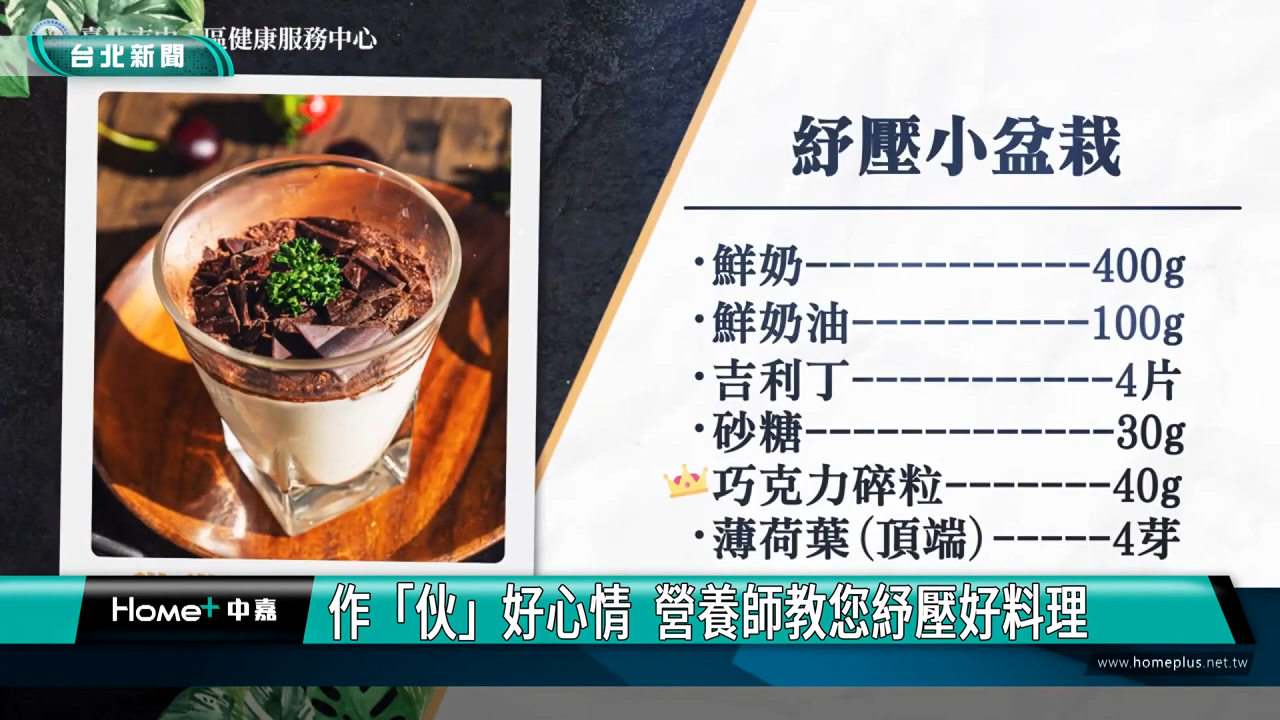 區健康服務中心
台北新聞
紓壓小盆栽
·鮮奶------------400g
·鮮奶油----------100g
·吉利丁-----------4片
·砂糖-------------30g
巧克力碎粒-------40g
·薄荷葉(頂端)-----4芽
Home+中嘉
作「伙」好心情 營養師教您紓壓好料理
www.homeplus.net.tw